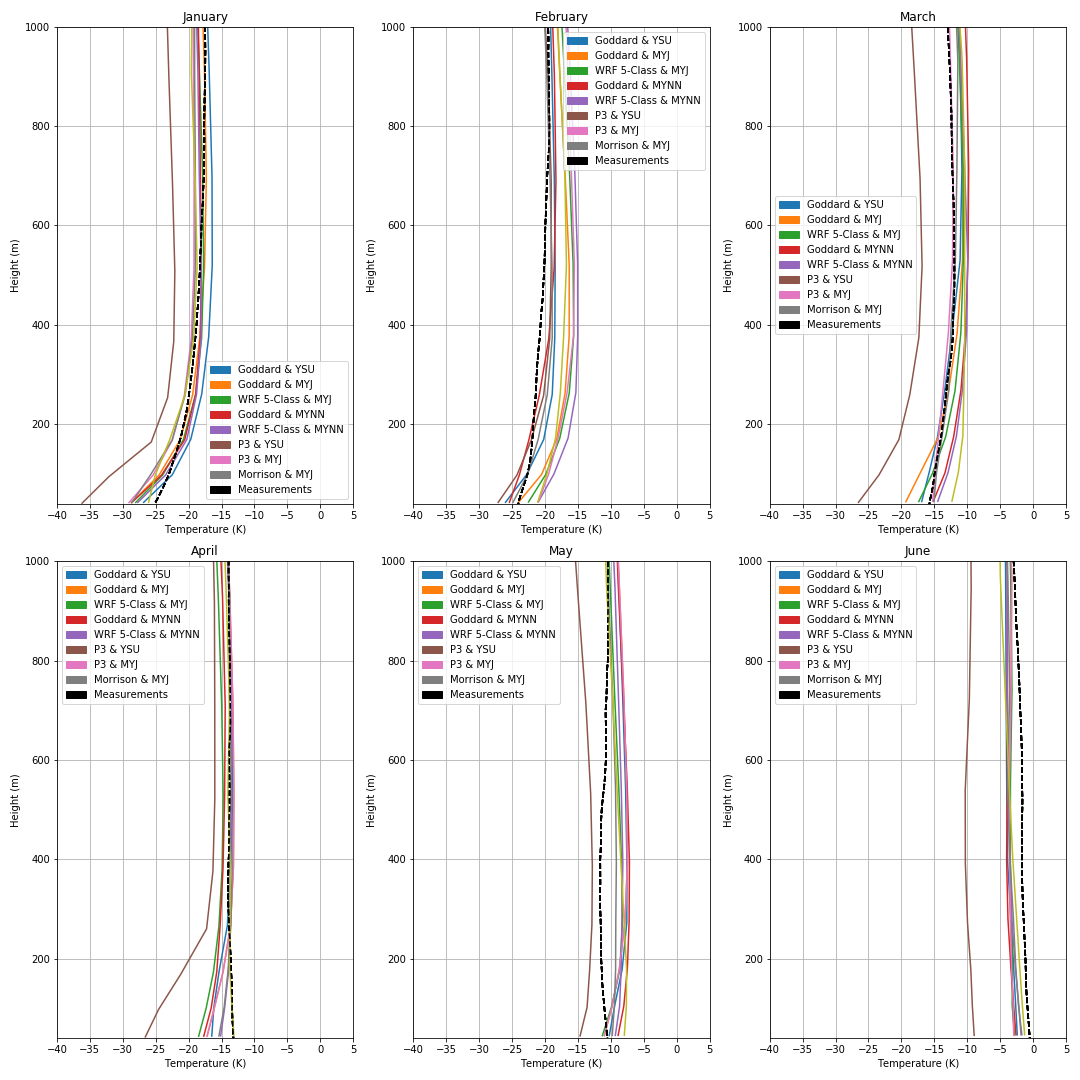 January
1000
800
600
400
200
Height (m)
Goddard & YSU
Goddard & MYJ
WRF 5-Class & MYJ
Goddard & MYNN
WRF 5-Class & MYNN
P3 & YSU
P3 & MYJ
Morrison & MYJ
Measurements
−40 −35 −30 −25 −20 −15 −10 −5 0 5
Temperature (K)
February
1000
800
600
400
200
Height (m)
Goddard & YSU
Goddard & MYJ
WRF 5-Class & MYJ
Goddard & MYNN
WRF 5-Class & MYNN
P3 & YSU
P3 & MYJ
Morrison & MYJ
Measurements
−40 −35 −30 −25 −20 −15 −10 −5 0 5
Temperature (K)
March
1000
800
600
400
200
Height (m)
Goddard & YSU
Goddard & MYJ
WRF 5-Class & MYJ
Goddard & MYNN
WRF 5-Class & MYNN
P3 & YSU
P3 & MYJ
Morrison & MYJ
Measurements
−40 −35 −30 −25 −20 −15 −10 −5 0 5
Temperature (K)
April
1000
800
600
400
200
Height (m)
Goddard & YSU
Goddard & MYJ
WRF 5-Class & MYJ
Goddard & MYNN
WRF 5-Class & MYNN
P3 & YSU
P3 & MYJ
Morrison & MYJ
Measurements
−40 −35 −30 −25 −20 −15 −10 −5 0 5
Temperature (K)
May
1000
800
600
400
200
Height (m)
Goddard & YSU
Goddard & MYJ
WRF 5-Class & MYJ
Goddard & MYNN
WRF 5-Class & MYNN
P3 & YSU
P3 & MYJ
Morrison & MYJ
Measurements
−40 −35 −30 −25 −20 −15 −10 −5 0 5
Temperature (K)
June
1000
800
600
400
200
Height (m)
Goddard & YSU
Goddard & MYJ
WRF 5-Class & MYJ
Goddard & MYNN
WRF 5-Class & MYNN
P3 & YSU
P3 & MYJ
Morrison & MYJ
Measurements
−40 −35 −30 −25 −20 −15 −10 −5 0 5
Temperature (K)